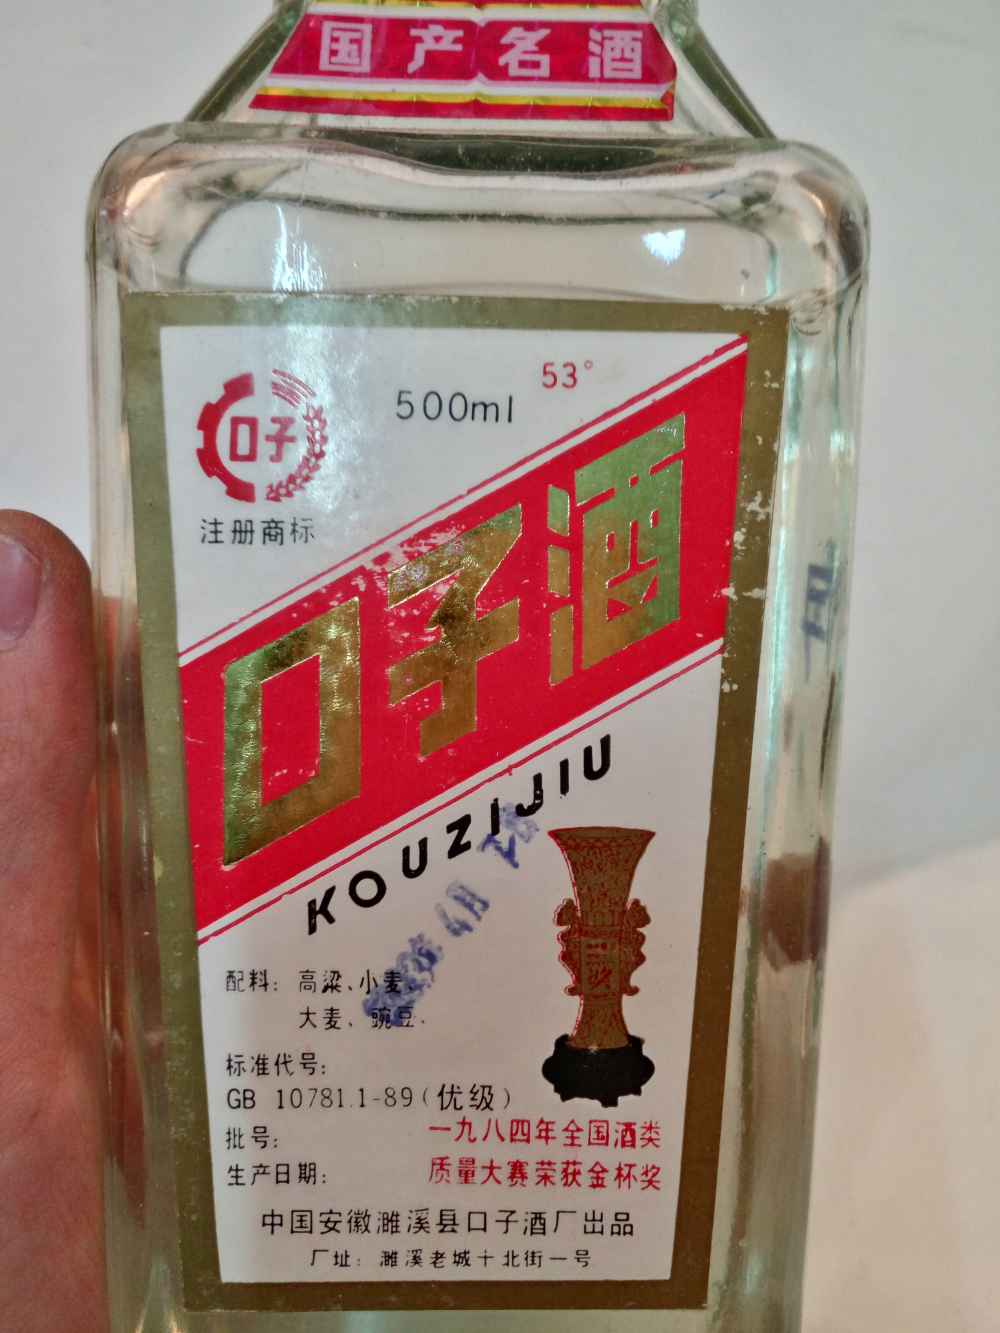 国产名酒
口子
注册商标
500ml
53°
口子酒
KOUZIJIU
4月
配料: 高粱、小麦、
大麦、豌豆.
标准代号:
GB 10781.1-89(优级)
批号:
生产日期:
一九八四年全国酒类
质量大赛荣获金杯奖
中国安徽濉溪县口子酒厂出品
厂址: 濉溪老城十北街一号